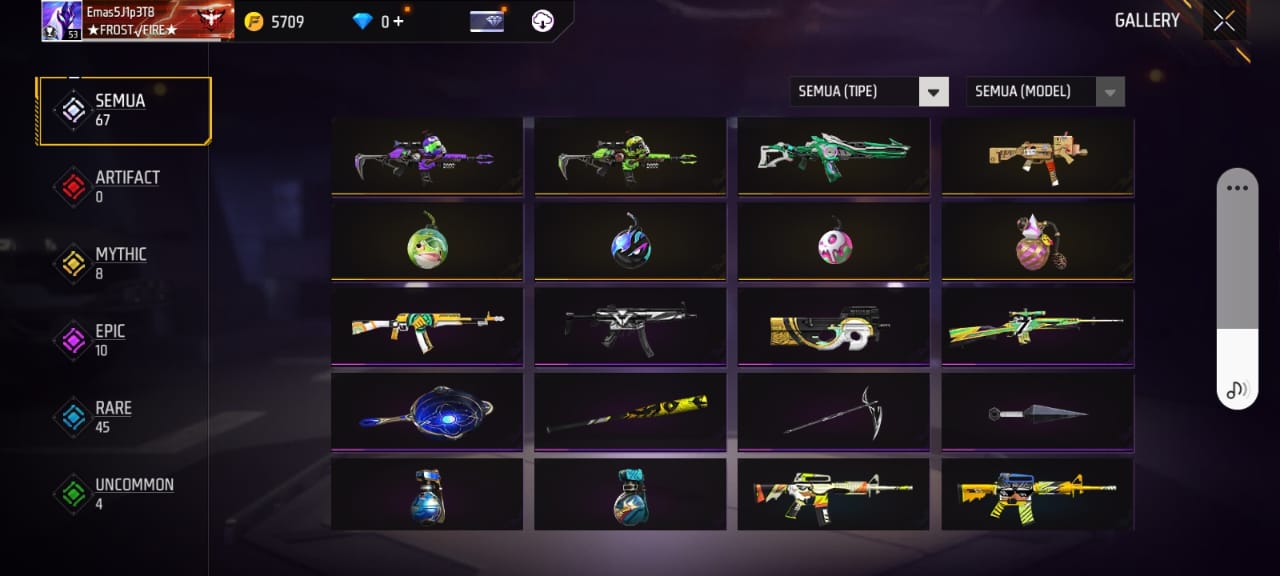 Emas5J1p3T8
★FROST√FIRE★
53
5709
0+
GALLERY
SEMUA
67
SEMUA (TIPE)
SEMUA (MODEL)
ARTIFACT
0
MYTHIC
8
EPIC
10
RARE
45
UNCOMMON
4